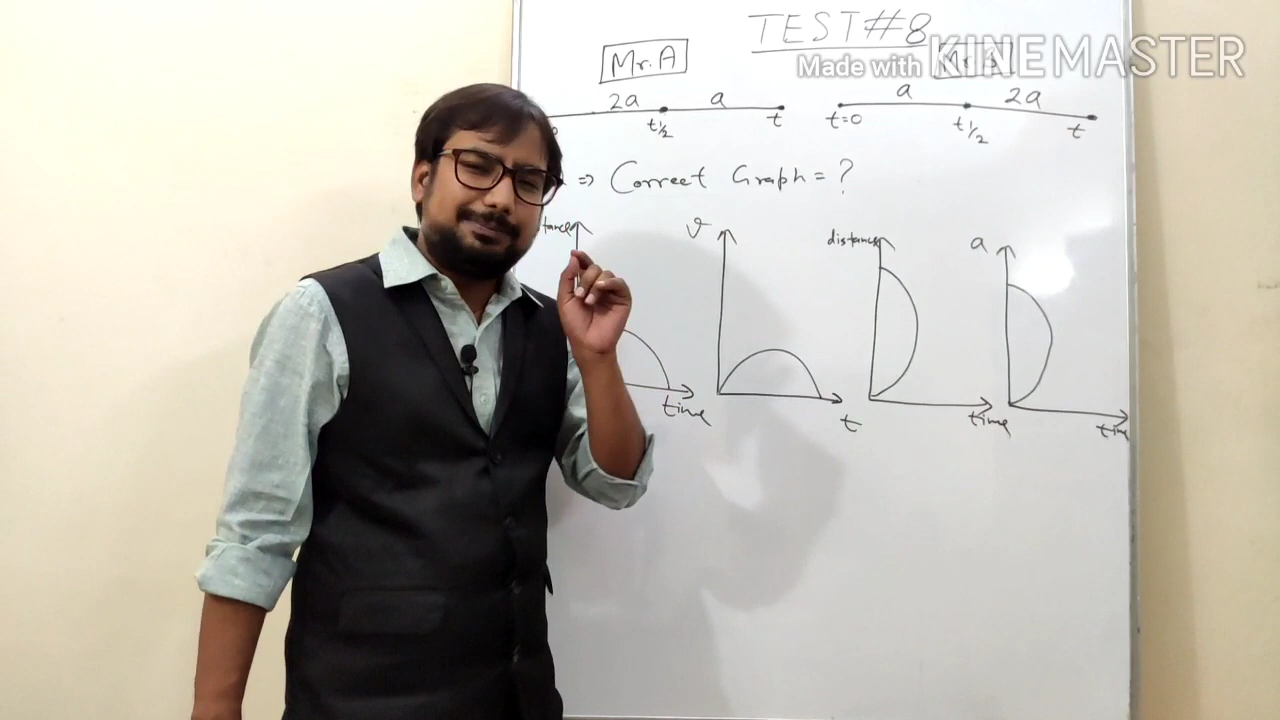 TEST#8
Made with KINEMASTER
Mr. A
2a a
t1/2 t
a 2a
t=0 t1/2 t
⇒ Correct Graph = ?
time
v
t
distance
time
a
time